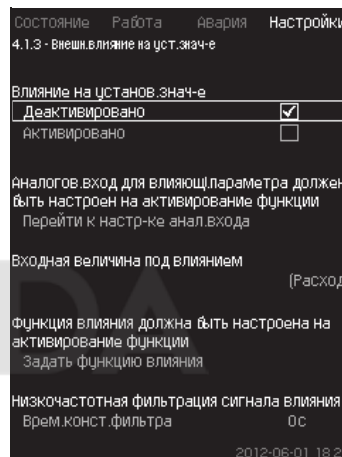 Состояние Работа Авария Настройки
4.1.3 - Внешн.влияние на уст.знач-е
Влияние на установ.знач-е
Деактивировано
Активировано
Аналогов.вход для влияющ.параметра должен
быть настроен на активирование функции
Перейти к настр-ке анал.входа
Входная величина под влиянием
(Расход
Функция влияния должна быть настроена на
активирование функции
Задать функцию влияния
Низкочастотная фильтрация сигнала влияния
Врем.конст.фильтра 0с
2012-06-01 18:2